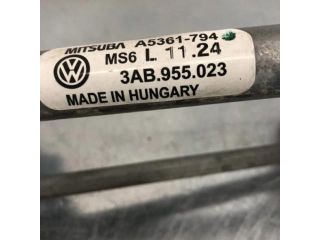 MITSUBA A5361-794
MS6 L 11.24
3AB.955.023
MADE IN HUNGARY